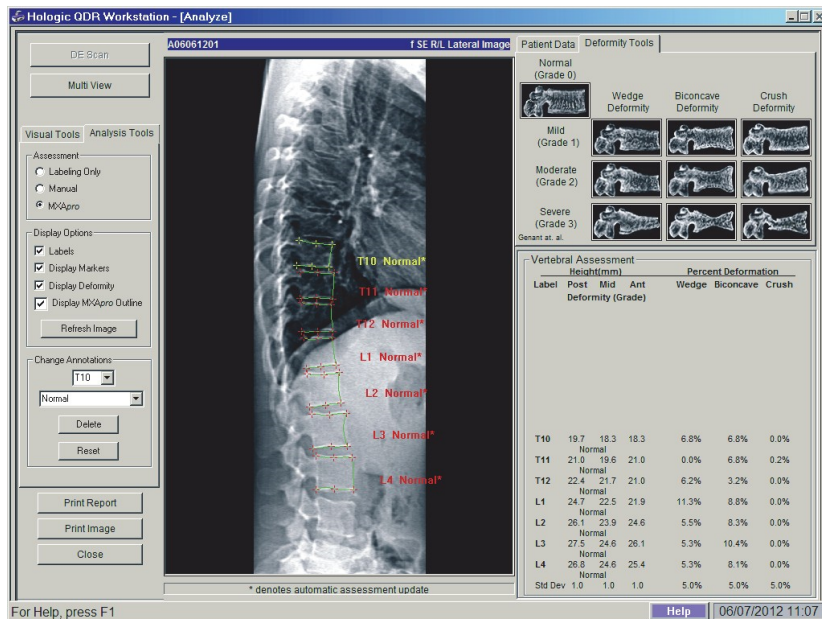 Hologic QDR Workstation - [Analyze]
DE Scan
Multi View
Visual Tools Analysis Tools
Assessment
Labeling Only
Manual
MXApro
Display Options
Labels
Display Markers
Display Deformity
Display MXApro Outline
Refresh Image
Change Annotations
T10
Normal
Delete
Reset
Print Report
Print Image
Close
A06061201 f SE R/L Lateral Image
T10 Normal*
T11 Normal*
T12 Normal*
L1 Normal*
L2 Normal*
L3 Normal*
L4 Normal*
* denotes automatic assessment update
Patient Data Deformity Tools
Normal
(Grade 0)
Wedge Biconcave Crush
Deformity Deformity Deformity
Mild
(Grade 1)
Moderate
(Grade 2)
Severe
(Grade 3)
Genant at. al.
Vertebral Assessment
Height(mm) Percent Deformation
Label Post Mid Ant Wedge Biconcave Crush
Deformity (Grade)
T10 19.7 18.3 18.3 6.8% 6.8% 0.0%
Normal
T11 21.0 19.6 21.0 0.0% 6.8% 0.2%
Normal
T12 22.4 21.7 21.0 6.2% 3.2% 0.0%
Normal
L1 24.7 22.5 21.9 11.3% 8.8% 0.0%
Normal
L2 26.1 23.9 24.6 5.5% 8.3% 0.0%
Normal
L3 27.5 24.6 26.1 5.3% 10.4% 0.0%
Normal
L4 26.8 24.6 25.4 5.3% 8.1% 0.0%
Normal
Std Dev 1.0 1.0 1.0 5.0% 5.0% 5.0%
For Help, press F1 Help 06/07/2012 11:07